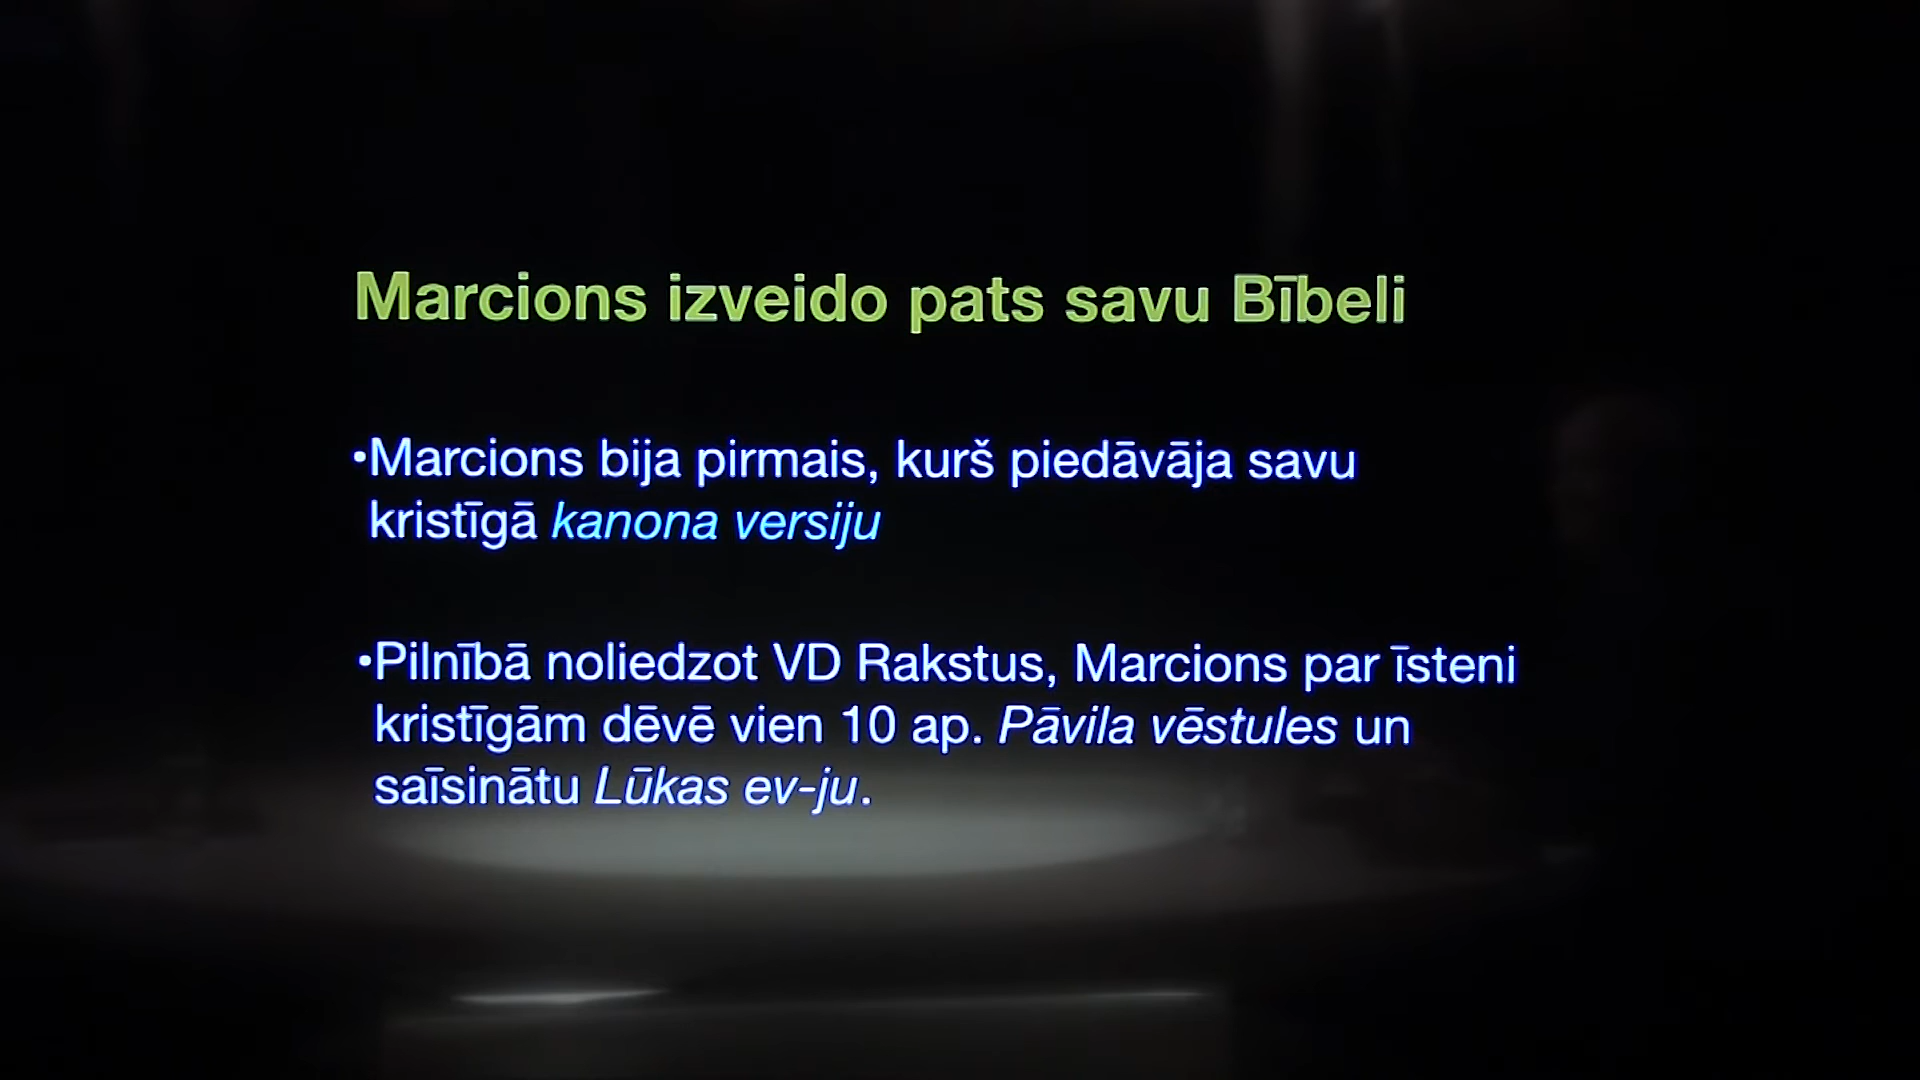 Marcions izveido pats savu Bībeli
•Marcions bija pirmais, kurš piedāvāja savu
kristīgā kanona versiju
•Pilnībā noliedzot VD Rakstus, Marcions par īsteni
kristīgām dēvē vien 10 ap. Pāvila vēstules un
saīsinātu Lūkas ev-ju.